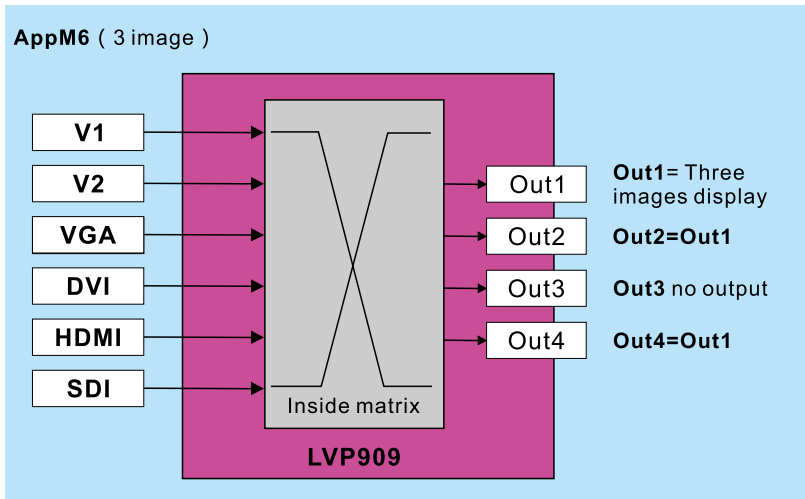 AppM6 ( 3 image )
V1
V2
VGA
DVI
HDMI
SDI
Inside matrix
LVP909
Out1
Out2
Out3
Out4
Out1= Three
images display
Out2=Out1
Out3 no output
Out4=Out1